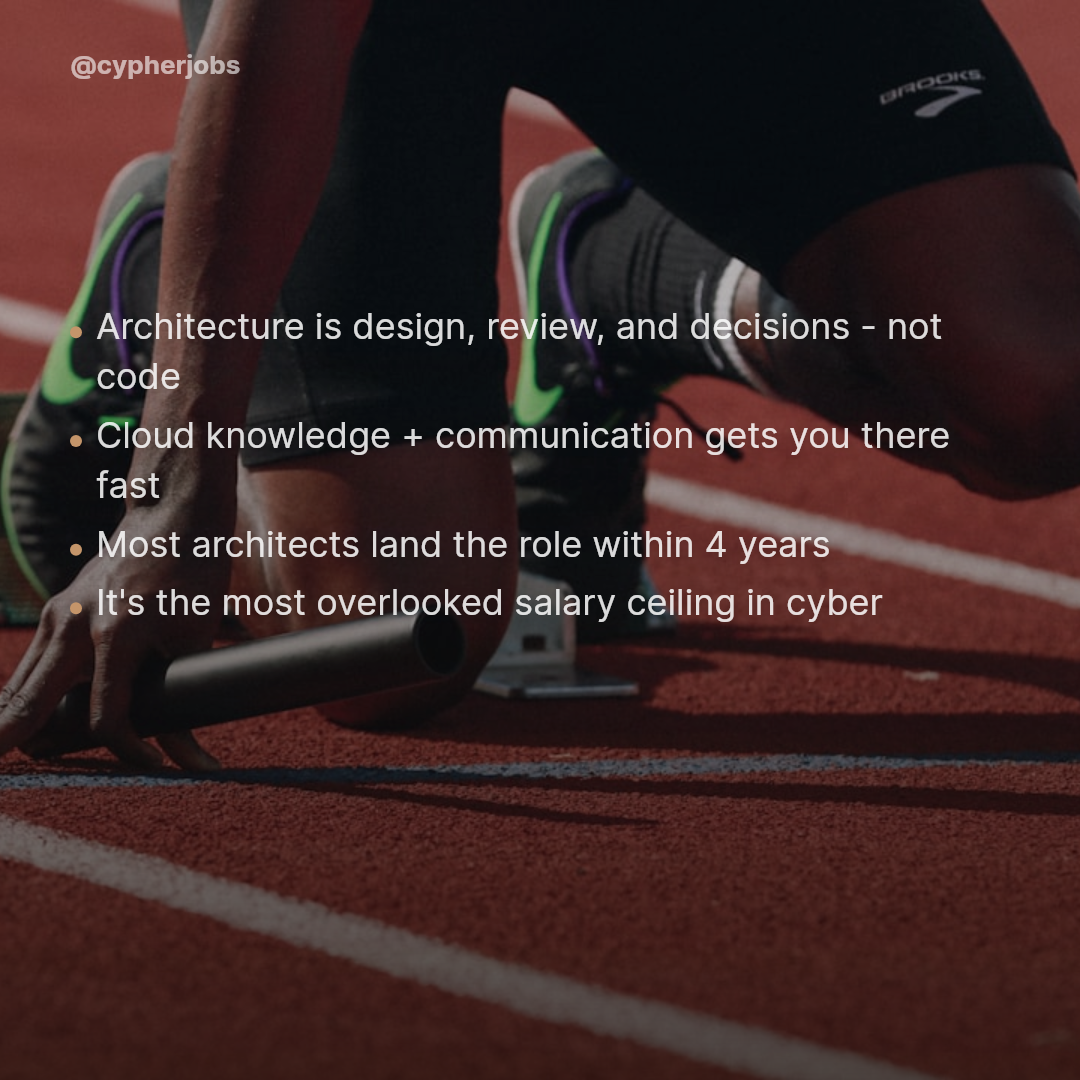 @cypherjobs
BROOKS
Architecture is design, review, and decisions - not
code
Cloud knowledge + communication gets you there
fast
Most architects land the role within 4 years
It's the most overlooked salary ceiling in cyber